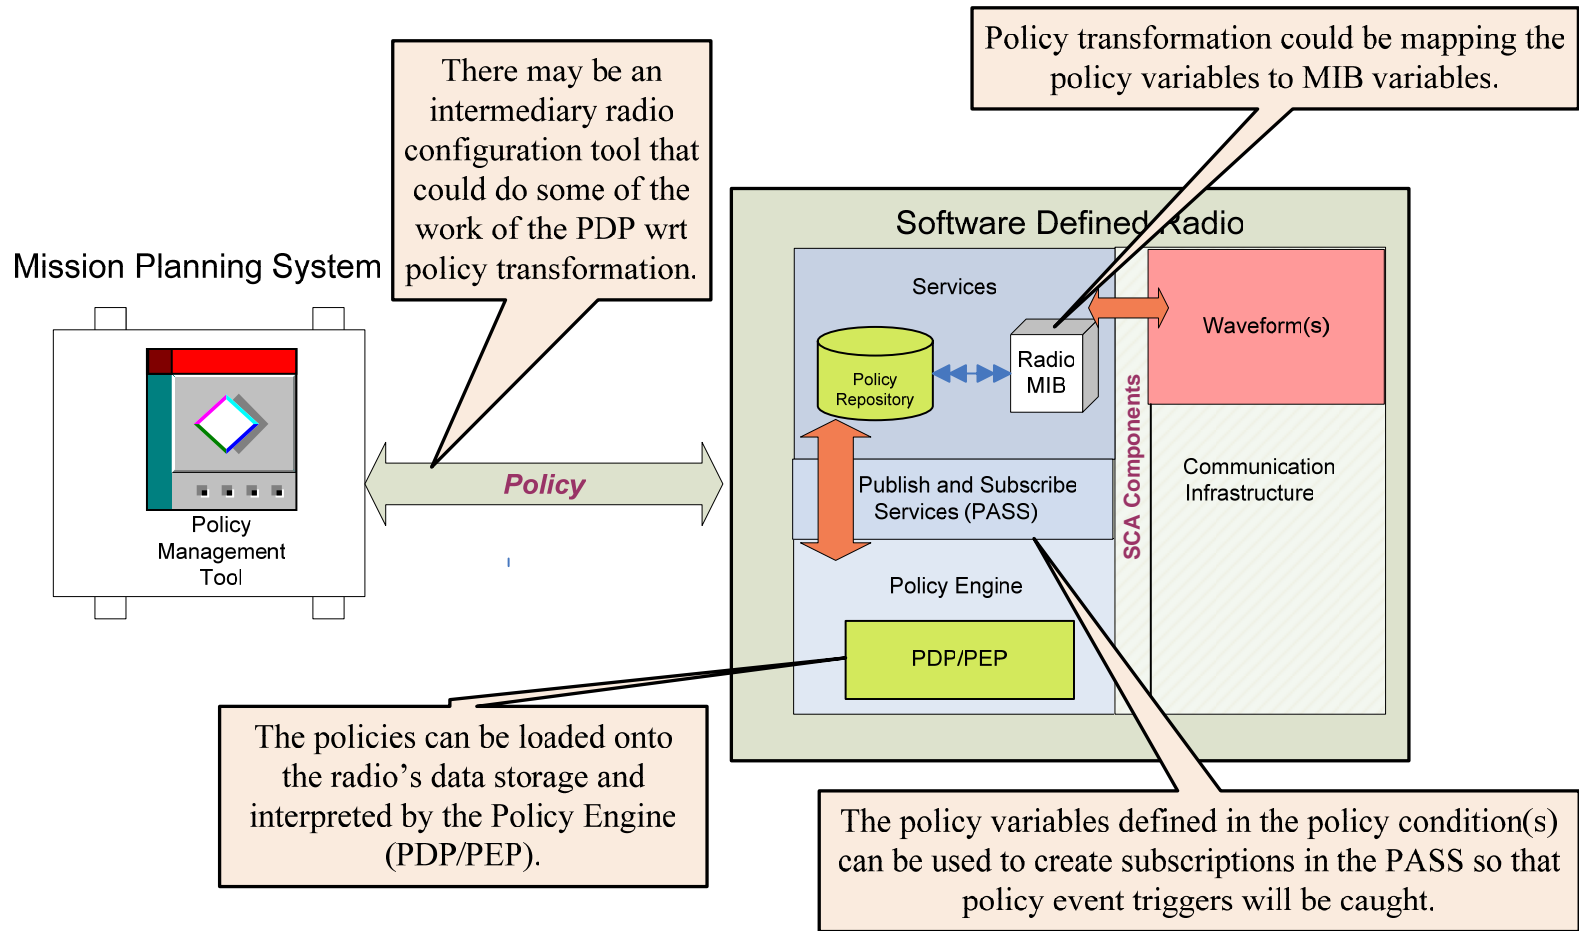 Policy transformation could be mapping the
policy variables to MIB variables.
There may be an
intermediary radio
configuration tool that
could do some of the
work of the PDP wrt
policy transformation.
Mission Planning System
Policy
Management
Tool
Policy
Software Defined Radio
Services
Policy
Repository
Radio
MIB
Waveform(s)
SCA Components
Communication
Infrastructure
Publish and Subscribe
Services (PASS)
Policy Engine
PDP/PEP
The policies can be loaded onto
the radio’s data storage and
interpreted by the Policy Engine
(PDP/PEP).
The policy variables defined in the policy condition(s)
can be used to create subscriptions in the PASS so that
policy event triggers will be caught.